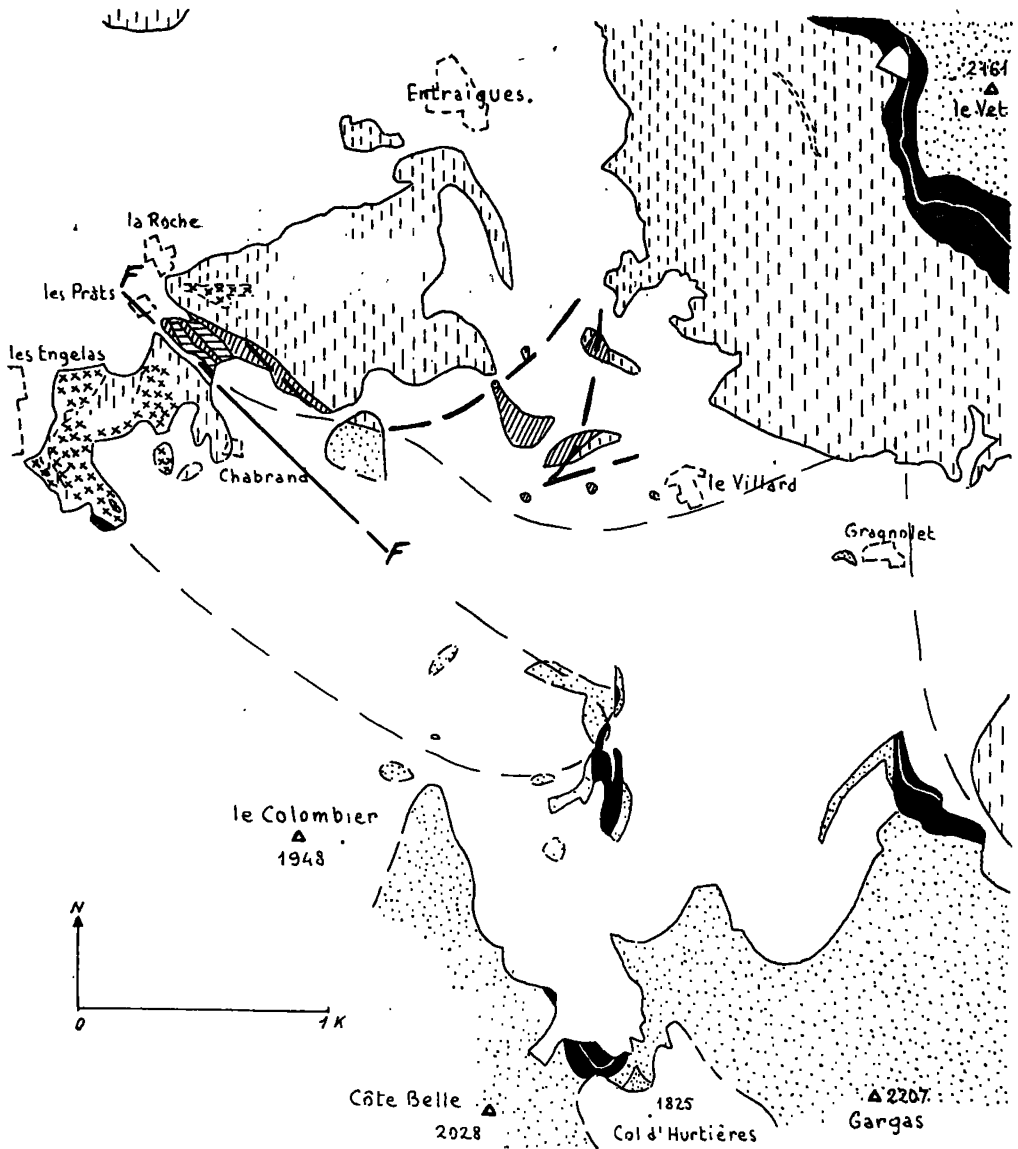 Entraigues.
2161
le Vet
la Roche
F
les Prats
les Engelas
Chabrand
le Villard
F
Gragnolet
le Colombier
1948
N
0 1 K
Côte Belle
2028
1825
Col d'Hurtières
2207
Gargas